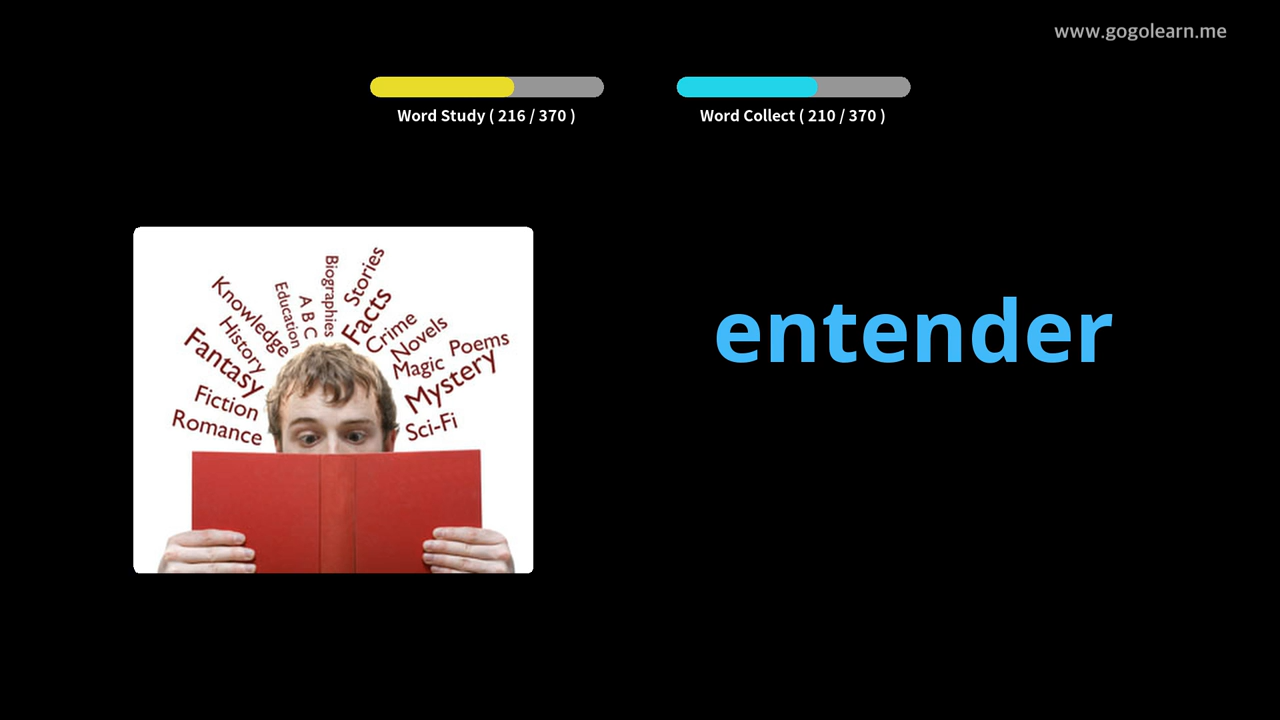 www.gogolearn.me
Word Study ( 216 / 370 )
Word Collect ( 210 / 370 )
Knowledge
History
Fantasy
Fiction
Romance
Education
A B C
Biographies
Stories
Facts
Crime
Novels
Magic
Poems
Mystery
Sci-Fi
entender